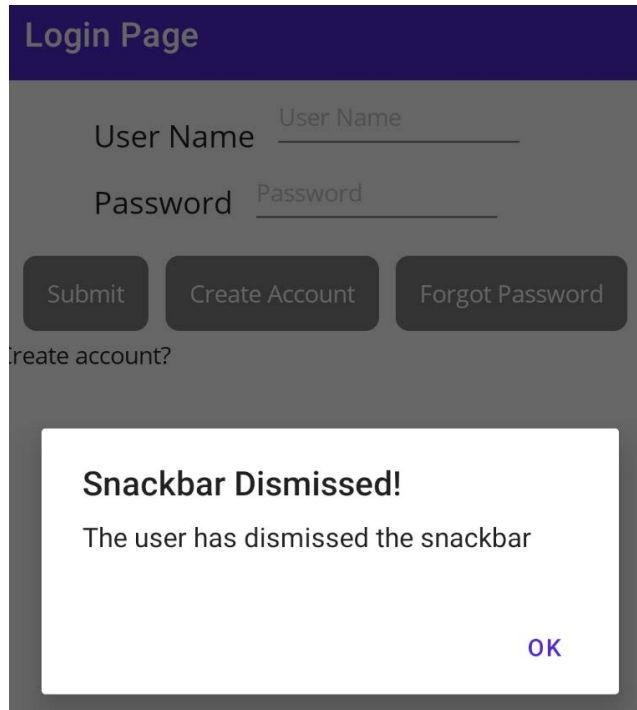 Login Page
User Name User Name
Password Password
Submit Create Account Forgot Password
Create account?
Snackbar Dismissed!
The user has dismissed the snackbar
OK